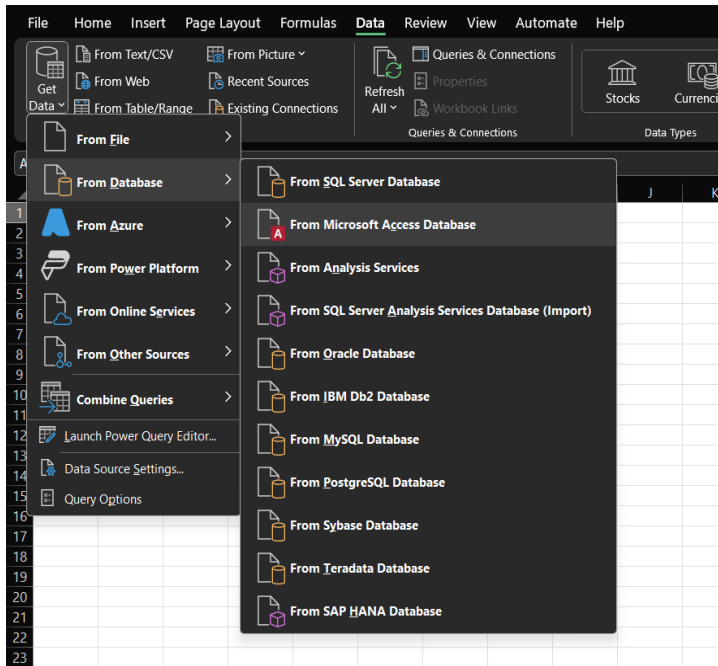 File Home Insert Page Layout Formulas Data Review View Automate Help
Get Data
From Text/CSV
From Web
From Table/Range
From Picture
Recent Sources
Existing Connections
Refresh All
Queries & Connections
Properties
Workbook Links
Queries & Connections
Stocks
Data Types
From File
From Database
From Azure
From Power Platform
From Online Services
From Other Sources
Combine Queries
Launch Power Query Editor...
Data Source Settings...
Query Options
From SQL Server Database
From Microsoft Access Database
A
From Analysis Services
From SQL Server Analysis Services Database (Import)
From Oracle Database
From IBM Db2 Database
From MySQL Database
From PostgreSQL Database
From Sybase Database
From Teradata Database
From SAP HANA Database
A
J K
1
2
3
4
5
6
7
8
9
10
11
12
13
14
15
16
17
18
19
20
21
22
23